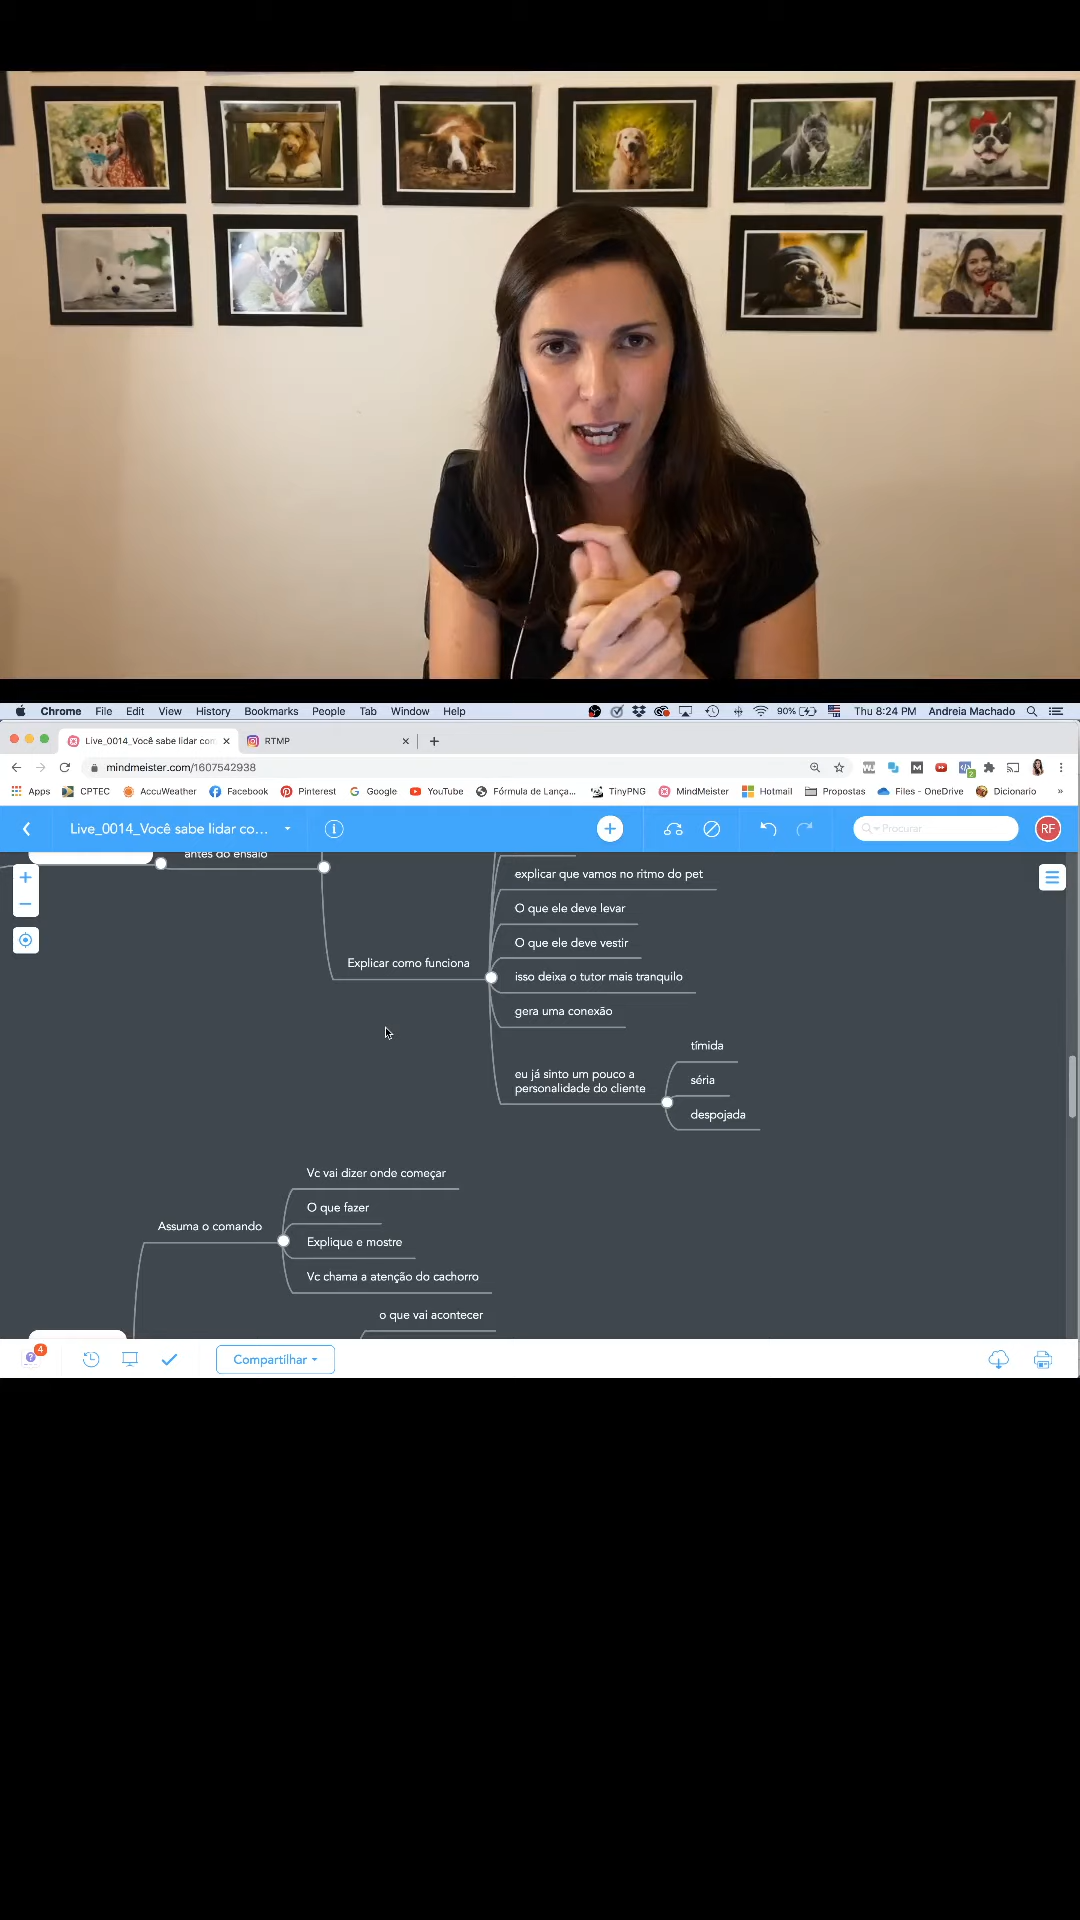 Chrome File Edit View History Bookmarks People Tab Window Help 90% Thu 8:24 PM Andreia Machado
Live_0014_Você sabe lidar com RTMP
mindmeister.com/1607542938
Apps CPTEC AccuWeather Facebook Pinterest Google YouTube Fórmula de Lança... TinyPNG MindMeister Hotmail Propostas Files - OneDrive Dicionario »
Live_0014_Você sabe lidar co... Procurar RF
antes do ensaio
explicar que vamos no ritmo do pet
O que ele deve levar
O que ele deve vestir
Explicar como funciona
isso deixa o tutor mais tranquilo
gera uma conexão
tímida
eu já sinto um pouco a
personalidade do cliente
séria
despojada
Vc vai dizer onde começar
O que fazer
Assuma o comando
Explique e mostre
Vc chama a atenção do cachorro
o que vai acontecer
4
Compartilhar